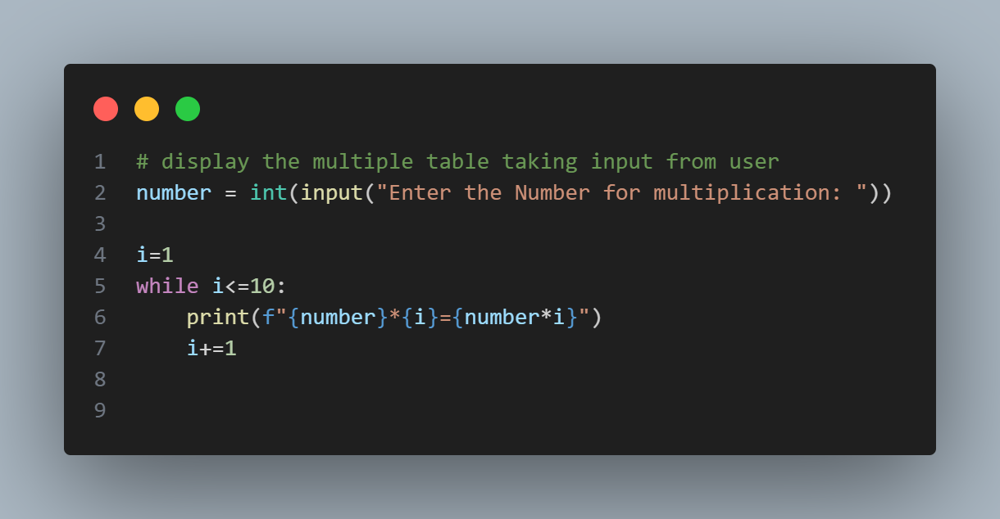 1 # display the multiple table taking input from user
2 number = int(input("Enter the Number for multiplication: "))
3
4 i=1
5 while i<=10:
6     print(f"{number}*{i}={number*i}")
7     i+=1
8
9